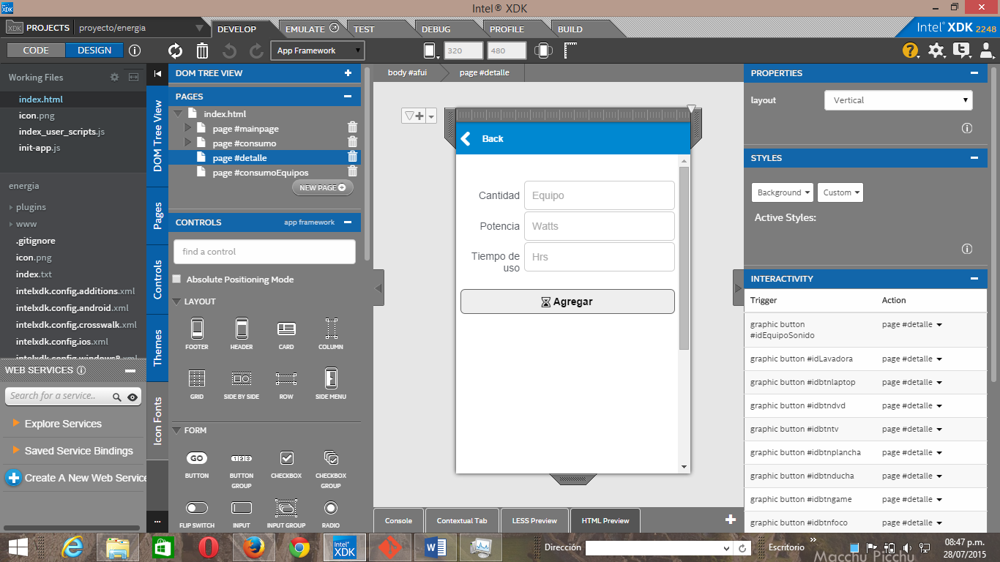 Intel® XDK
XDK PROJECTS proyecto/energia DEVELOP EMULATE TEST DEBUG PROFILE BUILD Intel® XDK 2248
CODE DESIGN App Framework 320 480
Working Files
index.html
icon.png
index_user_scripts.js
init-app.js
energia
plugins
www
.gitignore
icon.png
index.txt
intelxdk.config.additions.xml
intelxdk.config.android.xml
intelxdk.config.crosswalk.xml
intelxdk.config.ios.xml
intelxdk.config.windows8.xml
WEB SERVICES
Search for a service..
Explore Services
Saved Service Bindings
Create A New Web Service
DOM Tree View
Pages
Controls
Themes
Icon Fonts
...
DOM TREE VIEW
PAGES
index.html
page #mainpage
page #consumo
page #detalle
page #consumoEquipos
NEW PAGE
CONTROLS app framework
find a control
Absolute Positioning Mode
LAYOUT
FOOTER HEADER CARD COLUMN
GRID SIDE BY SIDE ROW SIDE MENU
FORM
GO 1 2 3
BUTTON BUTTON GROUP CHECKBOX CHECKBOX GROUP
FLIP SWITCH INPUT INPUT GROUP RADIO
body #afui page #detalle
Back
Cantidad Equipo
Potencia Watts
Tiempo de uso Hrs
Agregar
Console Contextual Tab LESS Preview HTML Preview
PROPERTIES
layout Vertical
STYLES
Background Custom
Active Styles:
INTERACTIVITY
Trigger Action
graphic button #idEquipoSonido page #detalle
graphic button #idLavadora page #detalle
graphic button #idbtnlaptop page #detalle
graphic button #idbtndvd page #detalle
graphic button #idbtntv page #detalle
graphic button #idbtnplancha page #detalle
graphic button #idbtnducha page #detalle
graphic button #idbtngame page #detalle
graphic button #idbtnfoco page #detalle
Intel XDK Dirección Escritorio » 08:47 p.m.
Macchu Picchu 28/07/2015